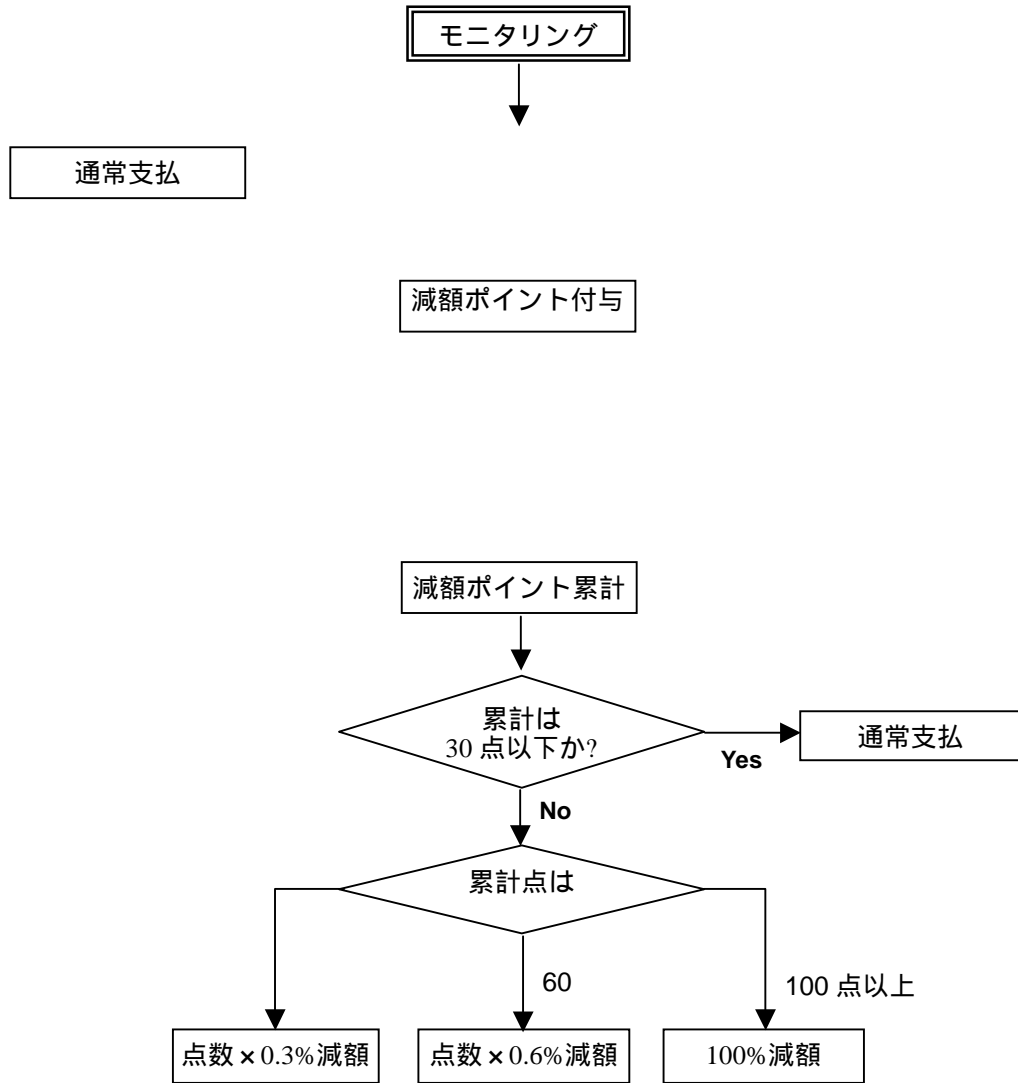 モニタリング
通常支払
減額ポイント付与
減額ポイント累計
累計は
30 点以下か?
通常支払
Yes
No
累計点は
60
100 点以上
点数×0.3%減額
点数×0.6%減額
100%減額